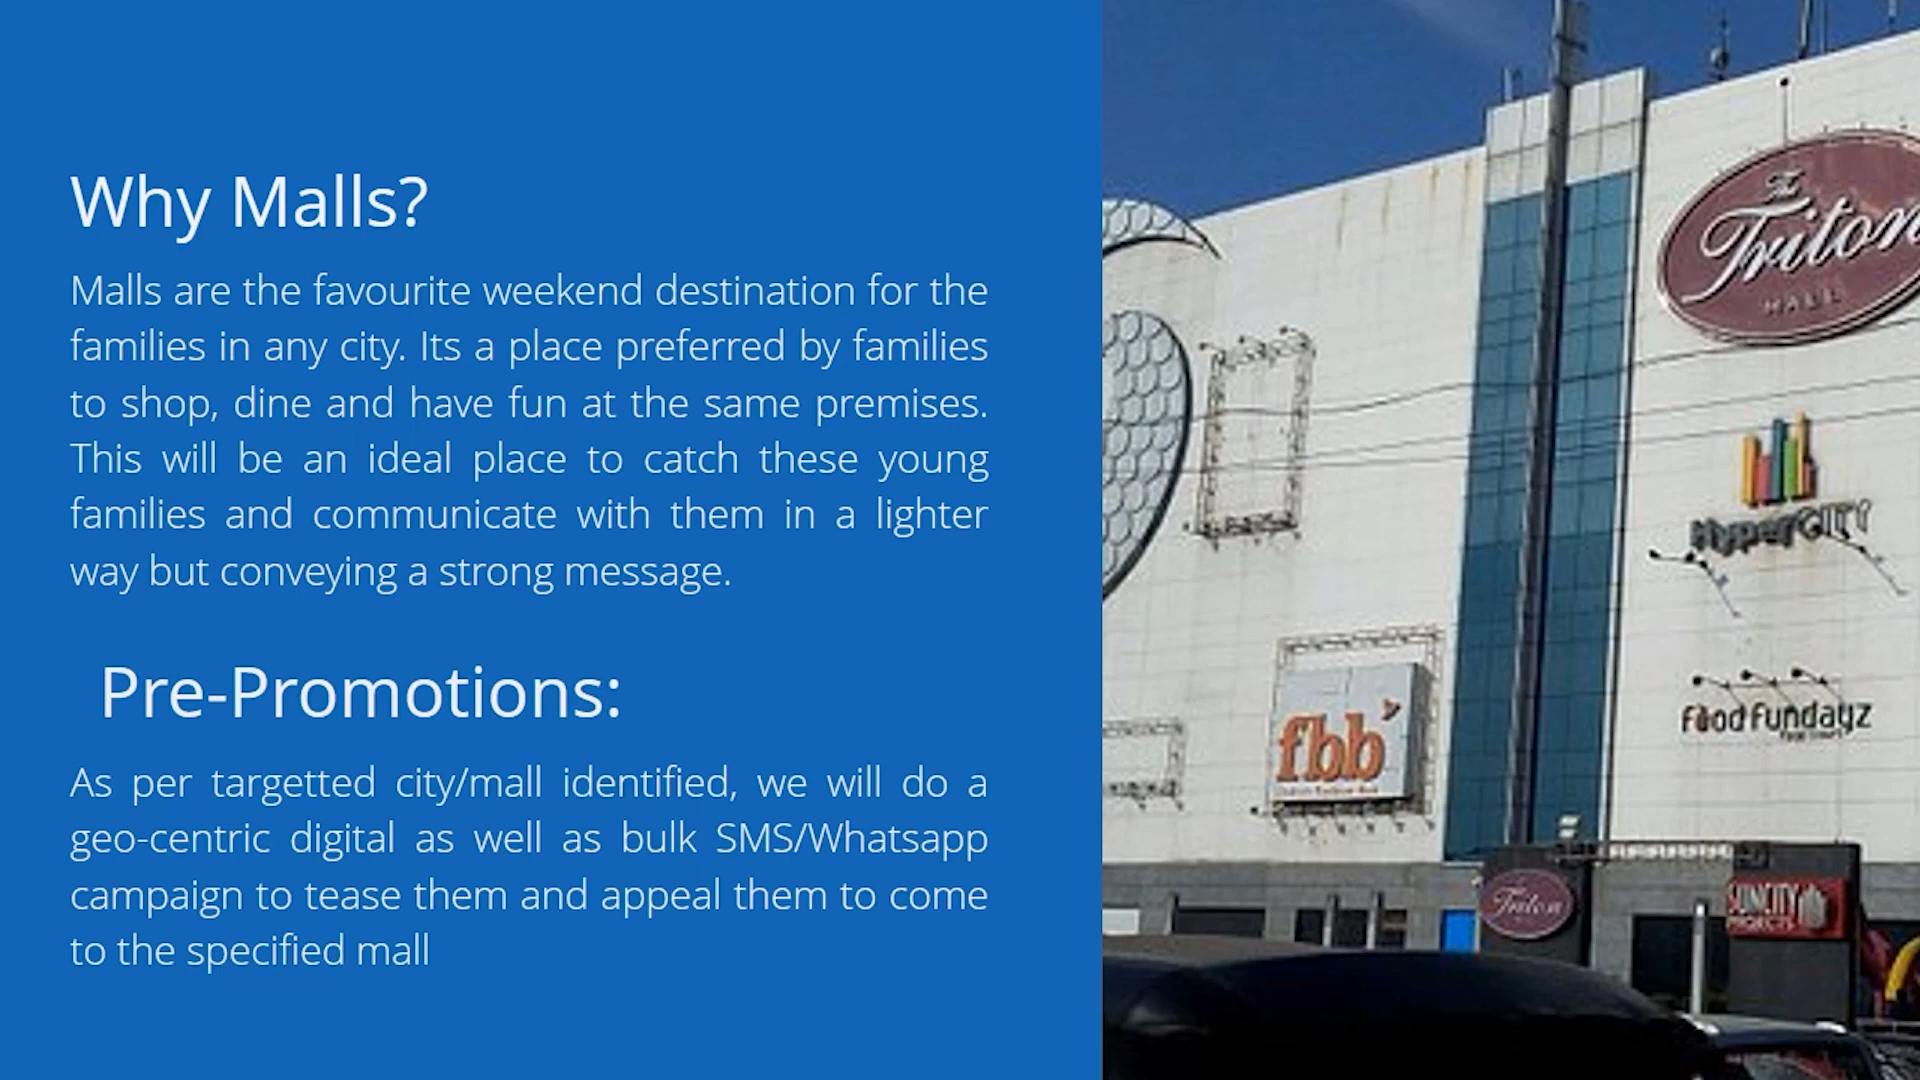 Why Malls?
Malls are the favourite weekend destination for the
families in any city. Its a place preferred by families
to shop, dine and have fun at the same premises.
This will be an ideal place to catch these young
families and communicate with them in a lighter
way but conveying a strong message.
Pre-Promotions:
As per targetted city/mall identified, we will do a
geo-centric digital as well as bulk SMS/Whatsapp
campaign to tease them and appeal them to come
to the specified mall
The
Triton
MALL
HyperCITY
fbb
Food Fundayz
Triton
SUNCITY
PROJECTS